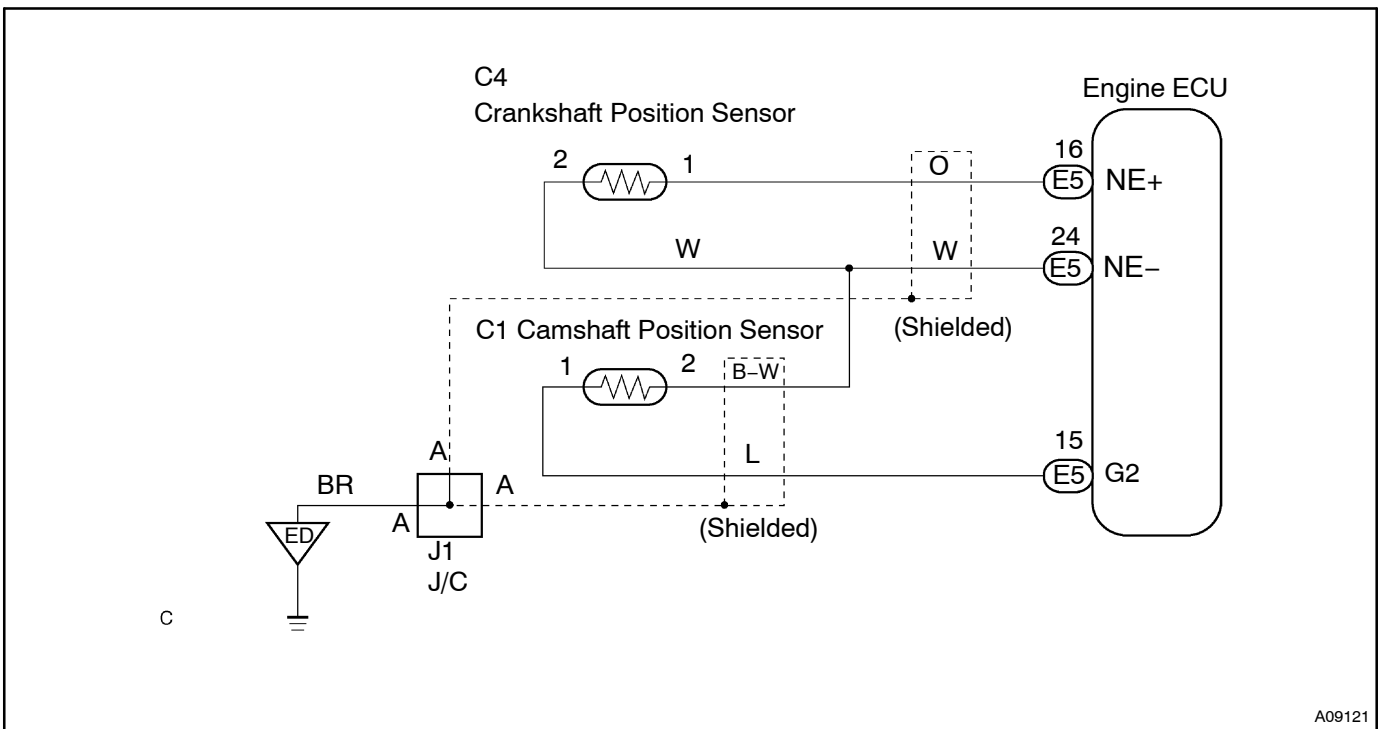 C4
Crankshaft Position Sensor
Engine ECU
2
1
O
16
E5
NE+
W
W
24
E5
NE−
(Shielded)
C1 Camshaft Position Sensor
1
2
B−W
L
15
E5
G2
A
A
BR
A
(Shielded)
ED
J1
J/C
C
A09121